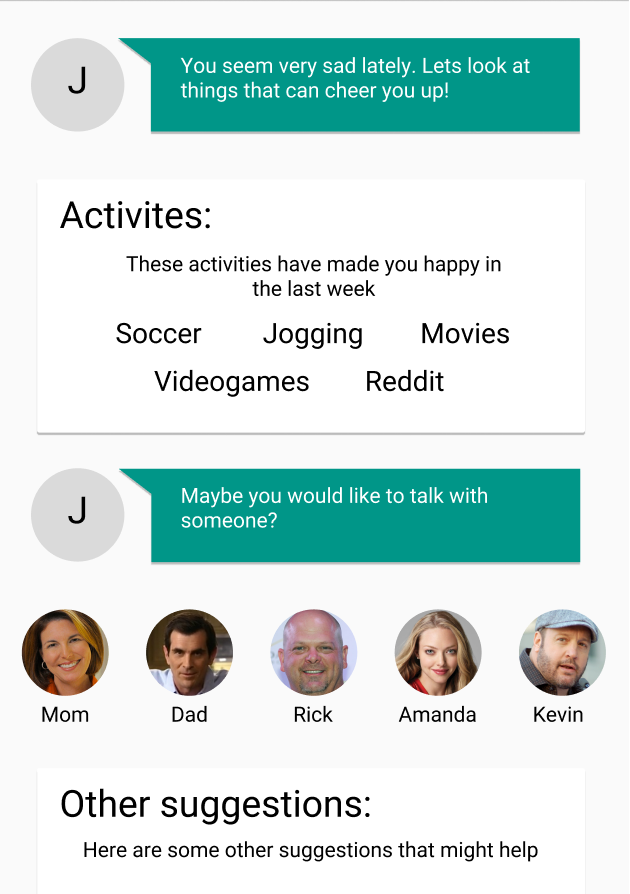 J
You seem very sad lately. Lets look at
things that can cheer you up!
Activites:
These activities have made you happy in
the last week
Soccer Jogging Movies
Videogames Reddit
J
Maybe you would like to talk with
someone?
Mom Dad Rick Amanda Kevin
Other suggestions:
Here are some other suggestions that might help